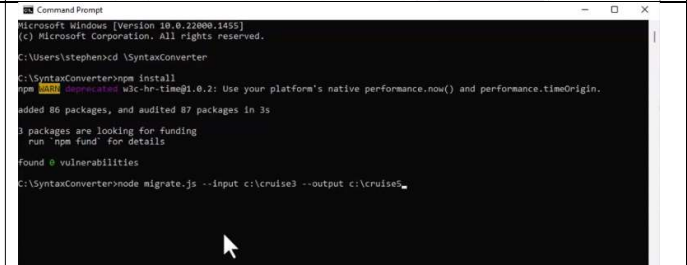 Command Prompt
Microsoft Windows [Version 10.0.22000.1455]
(c) Microsoft Corporation. All rights reserved.
C:\Users\stephen>cd \SyntaxConverter
C:\SyntaxConverter>npm install
npm WARN deprecated w3c-hr-time@1.0.2: Use your platform's native performance.now() and performance.timeOrigin.
added 86 packages, and audited 87 packages in 3s
3 packages are looking for funding
run `npm fund` for details
found 0 vulnerabilities
C:\SyntaxConverter>node migrate.js --input c:\cruise3 --output c:\cruise5_